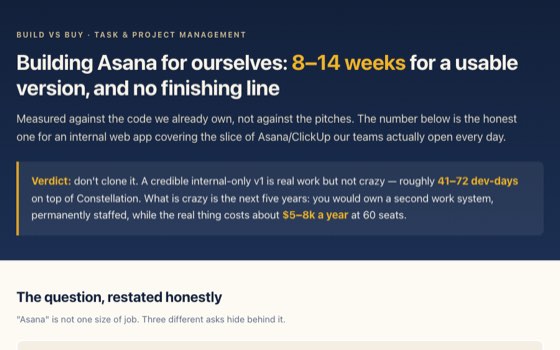 BUILD VS BUY · TASK & PROJECT MANAGEMENT
Building Asana for ourselves: 8–14 weeks for a usable
version, and no finishing line
Measured against the code we already own, not against the pitches. The number below is the honest
one for an internal web app covering the slice of Asana/ClickUp our teams actually open every day.
Verdict: don't clone it. A credible internal-only v1 is real work but not crazy — roughly 41–72 dev-days
on top of Constellation. What is crazy is the next five years: you would own a second work system,
permanently staffed, while the real thing costs about $5–8k a year at 60 seats.
The question, restated honestly
"Asana" is not one size of job. Three different asks hide behind it.